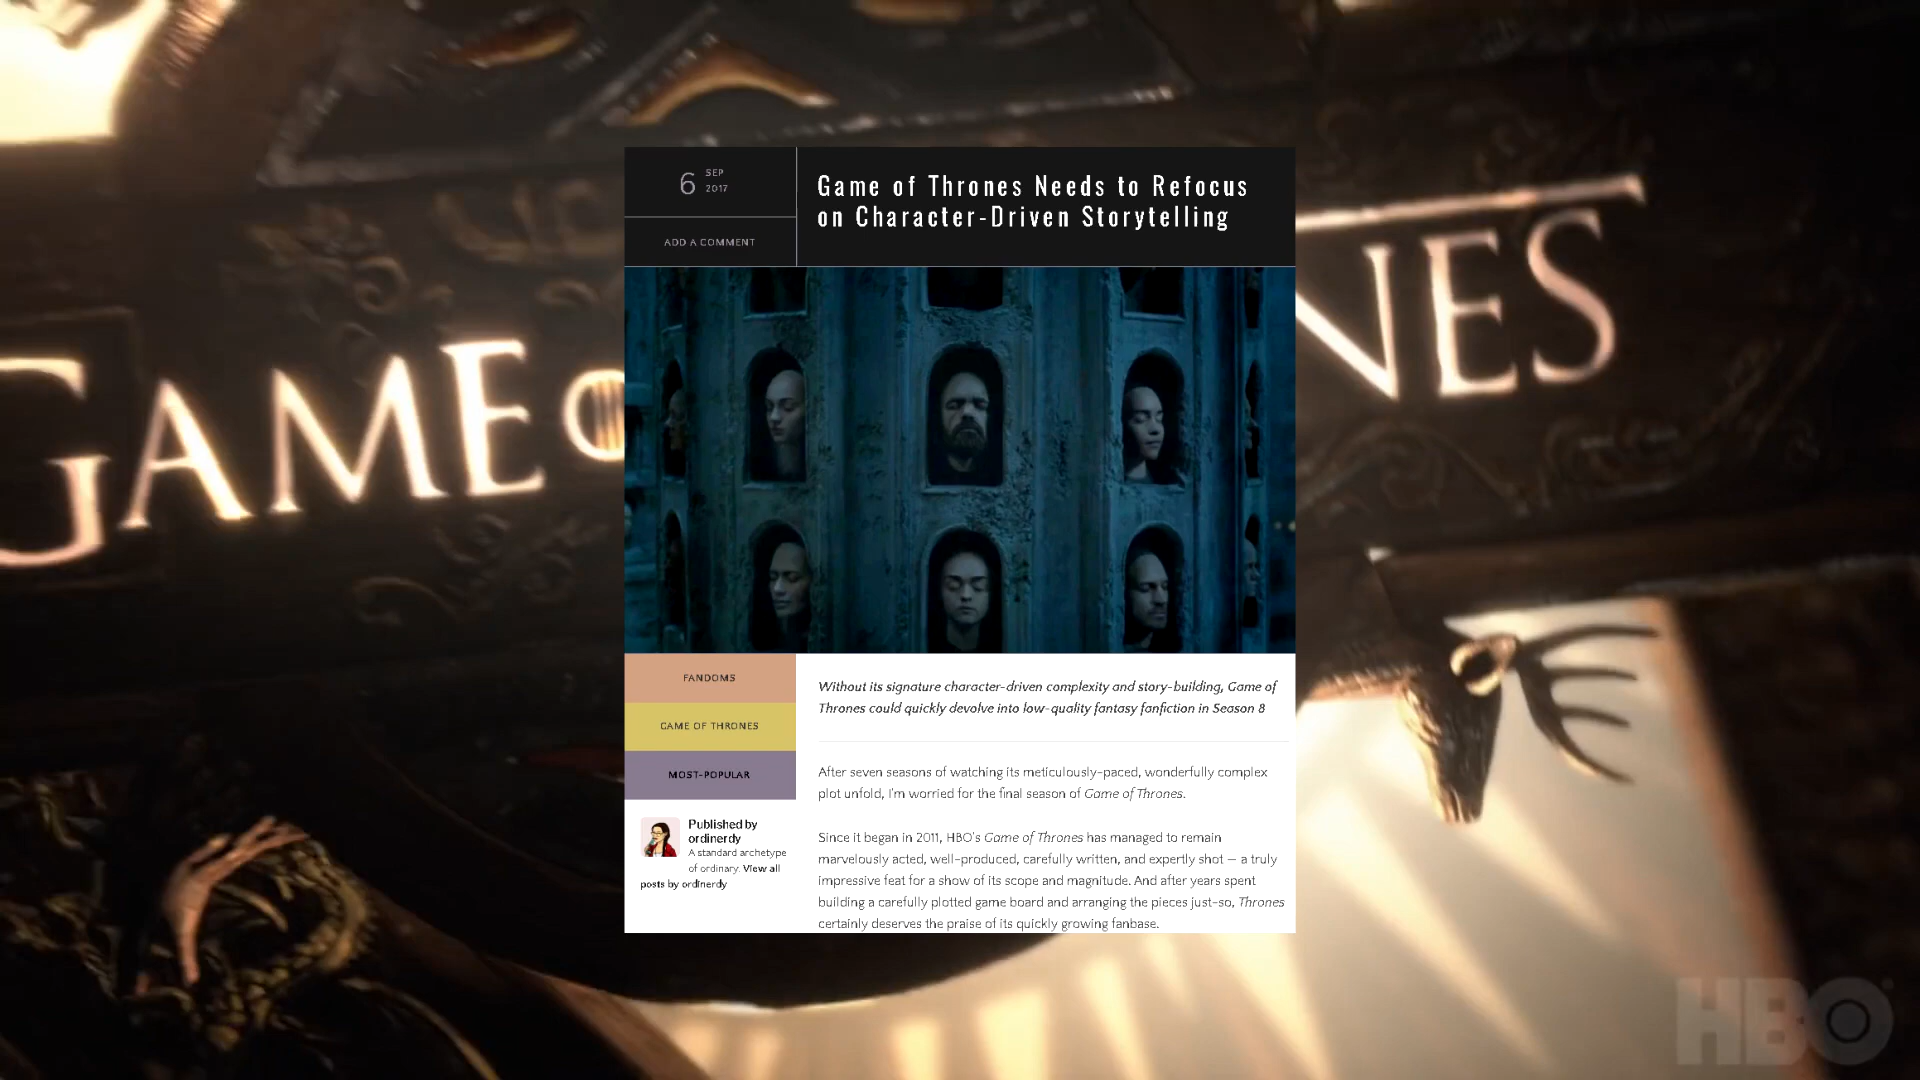 GAME O
NES
6 SEP
2017
ADD A COMMENT
Game of Thrones Needs to Refocus
on Character-Driven Storytelling
FANDOMS
GAME OF THRONES
MOST-POPULAR
Published by
ordinerdy
A standard archetype
of ordinary. View all
posts by ordinerdy
Without its signature character-driven complexity and story-building, Game of
Thrones could quickly devolve into low-quality fantasy fanfiction in Season 8
After seven seasons of watching its meticulously-paced, wonderfully complex
plot unfold, I'm worried for the final season of Game of Thrones.
Since it began in 2011, HBO's Game of Thrones has managed to remain
marvelously acted, well-produced, carefully written, and expertly shot — a truly
impressive feat for a show of its scope and magnitude. And after years spent
building a carefully plotted game board and arranging the pieces just-so, Thrones
certainly deserves the praise of its quickly growing fanbase.
HBO